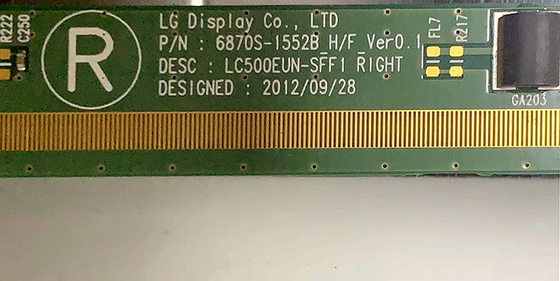 R222
C250
R
LG Display Co., LTD
P/N : 6870S-1552B_H/F_Ver0.1
DESC : LC500EUN-SFF1 RIGHT
DESIGNED : 2012/09/28
FL7
R217
GA203